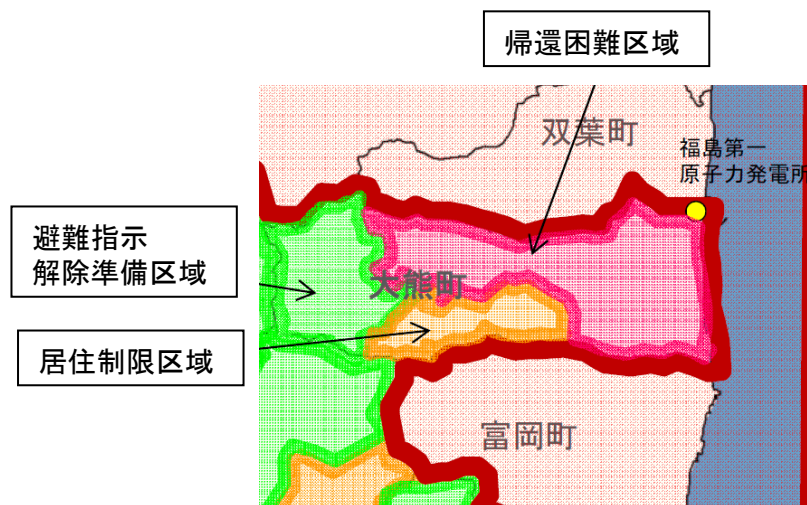 帰還困難区域
双葉町
福島第一
原子力発電所
避難指示
解除準備区域
大熊町
居住制限区域
富岡町